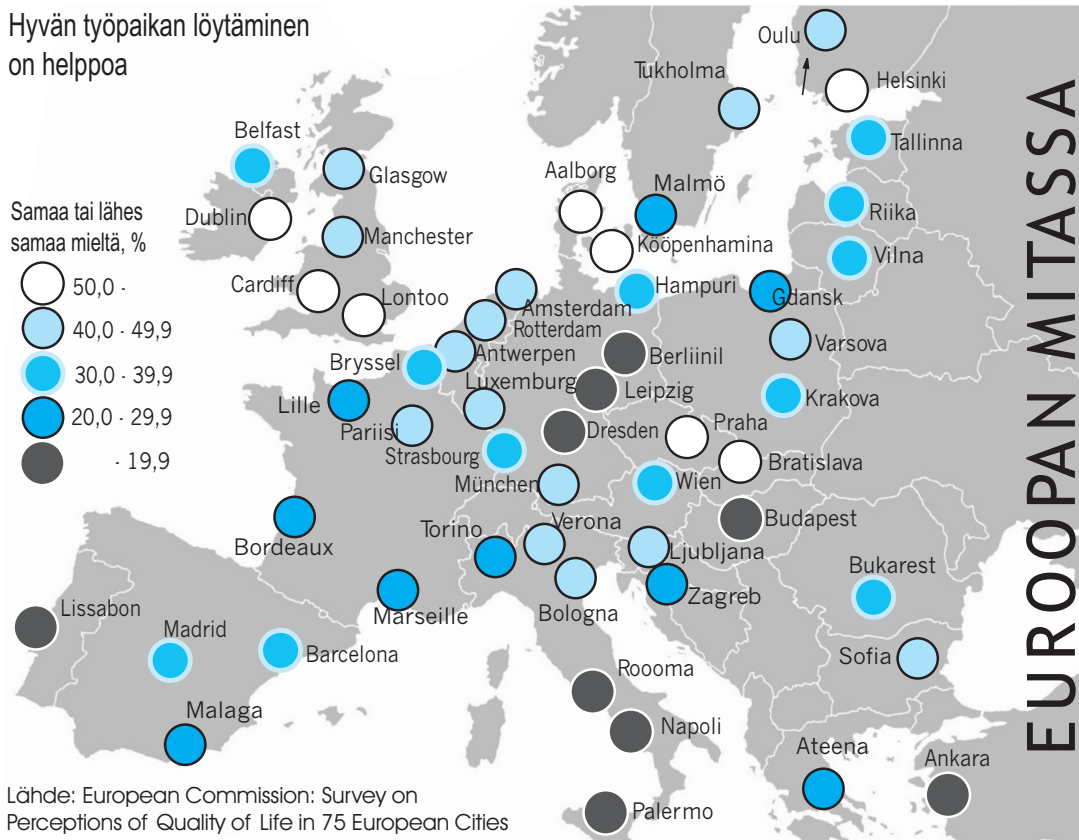 Hyvän työpaikan löytäminen
on helppoa
EUROOPAN MITASSA
Samaa tai lähes
samaa mieltä, %
50,0 -
40,0 - 49,9
30,0 - 39,9
20,0 - 29,9
- 19,9
Oulu
Tukholma
Helsinki
Belfast
Tallinna
Glasgow
Aalborg
Malmö
Dublin
Riika
Manchester
Kööpenhamina
Vilna
Cardiff
Lontoo
Hampuri
Gdansk
Amsterdam
Rotterdam
Bryssel
Antwerpen
Berliinil
Varsova
Luxemburg
Leipzig
Lille
Krakova
Pariisi
Dresden
Praha
Strasbourg
Bratislava
München
Wien
Budapest
Bordeaux
Torino
Verona
Ljubljana
Bukarest
Zagreb
Marseille
Bologna
Lissabon
Madrid
Barcelona
Sofia
Roooma
Malaga
Napoli
Ateena
Ankara
Palermo
Lähde: European Commission: Survey on
Perceptions of Quality of Life in 75 European Cities